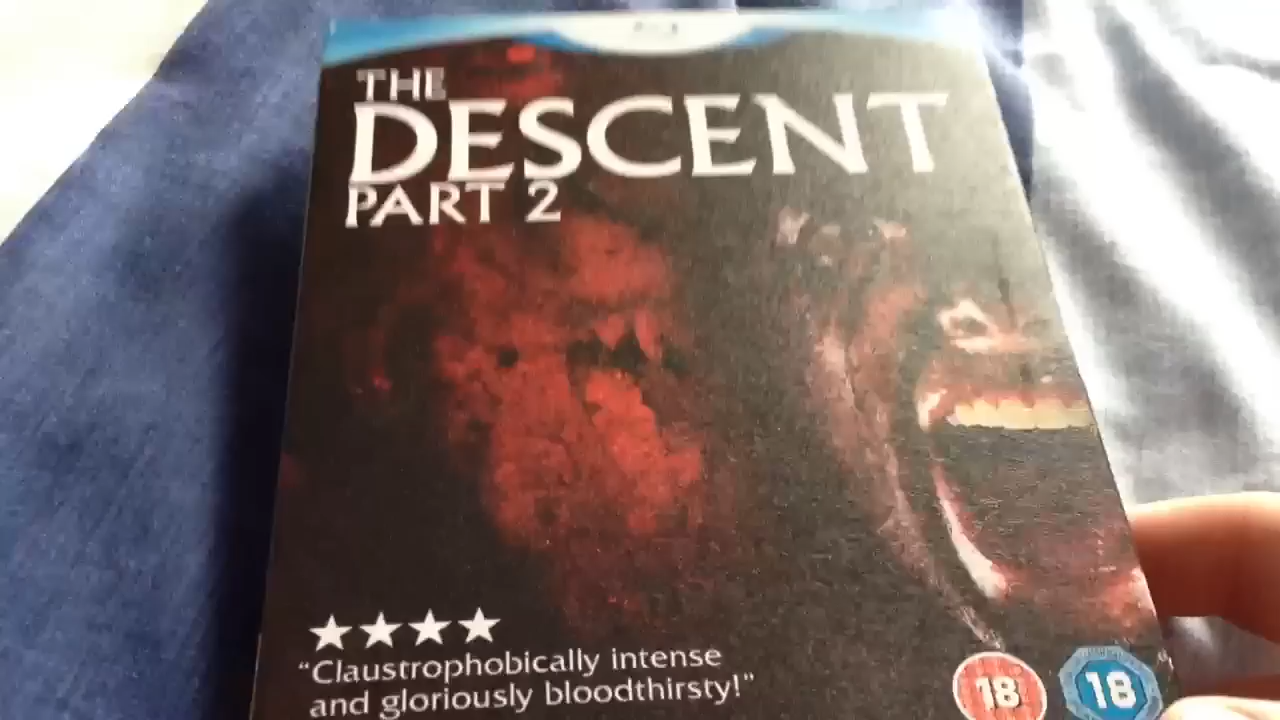 THE
DESCENT
PART 2
"Claustrophobically intense
and gloriously bloodthirsty!"
18
18